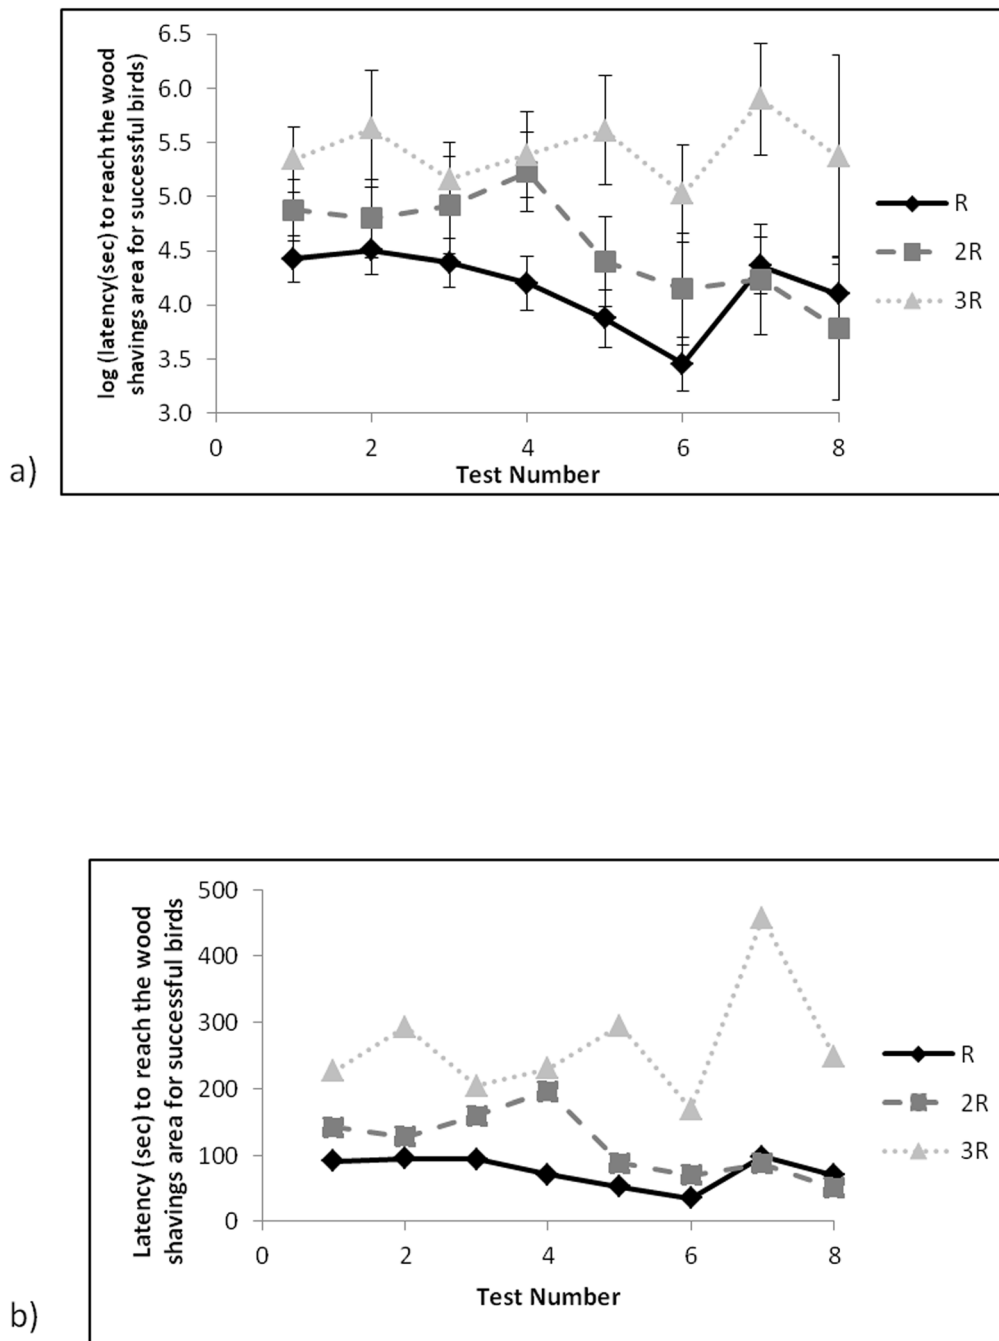 a)
log (latency(sec) to reach the wood
shavings area for successful birds)
6.5
6.0
5.5
5.0
4.5
4.0
3.5
3.0
0 2 4 6 8
Test Number
R
2R
3R
b)
Latency (sec) to reach the wood
shavings area for successful birds
500
400
300
200
100
0
0 2 4 6 8
Test Number
R
2R
3R